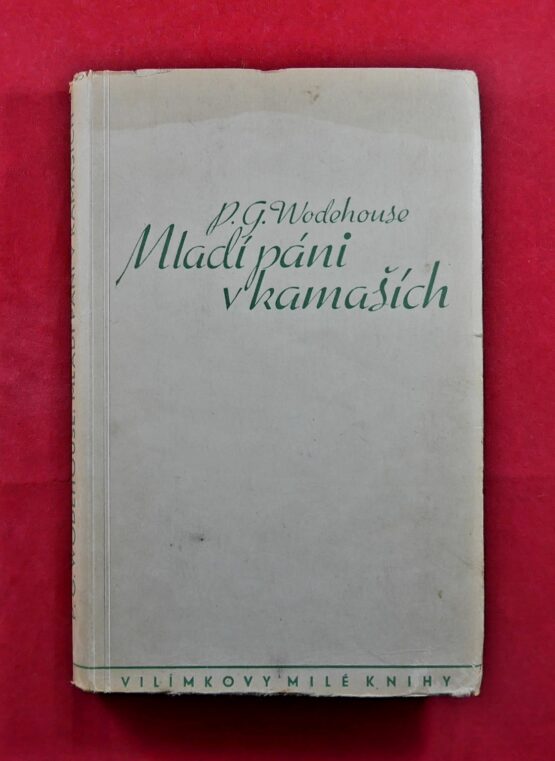 P. G. Wodehouse
Mladí páni
v kamaších
VILÍMKOVY MILÉ KNIHY